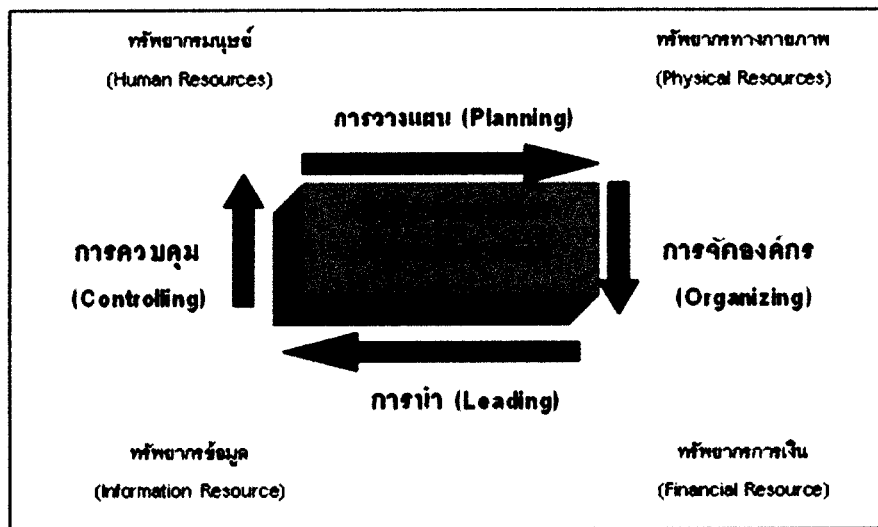 ทรัพยากรมนุษย์
(Human Resources)
ทรัพยากรทางกายภาพ
(Physical Resources)
การวางแผน (Planning)
การควบคุม
(Controlling)
การจัดองค์กร
(Organizing)
การนำ (Leading)
ทรัพยากรข้อมูล
(Information Resource)
ทรัพยากรการเงิน
(Financial Resource)